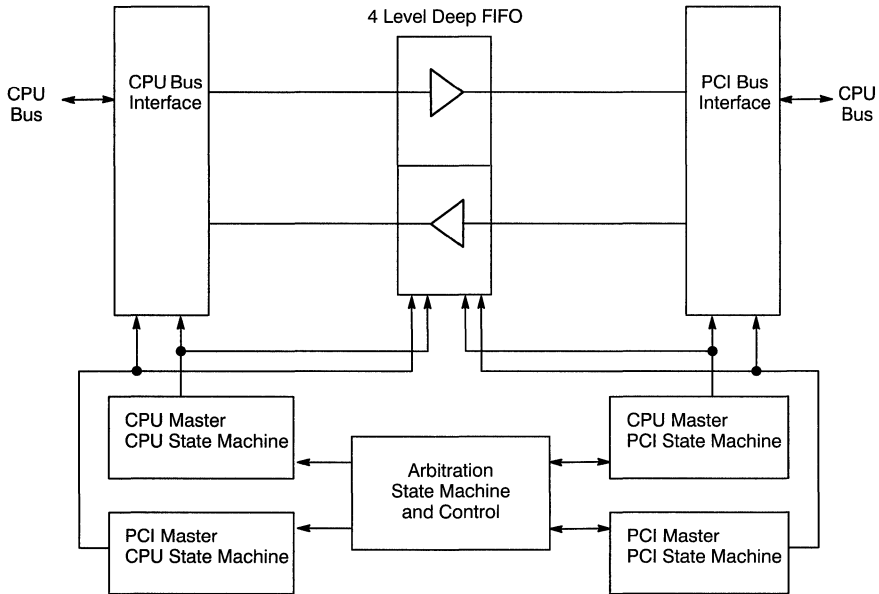 4 Level Deep FIFO
CPU
Bus
CPU Bus
Interface
PCI Bus
Interface
CPU
Bus
CPU Master
CPU State Machine
CPU Master
PCI State Machine
Arbitration
State Machine
and Control
PCI Master
CPU State Machine
PCI Master
PCI State Machine